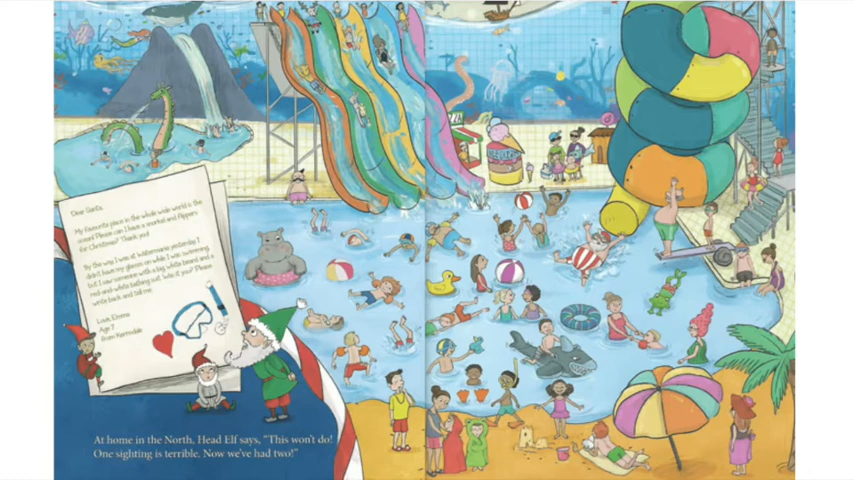 Dear Santa,
My favourite place in the whole wide world is the
ocean! Please can I have a snorkel and flippers
for Christmas? Thank you!
By the way, I was at Watermania yesterday. I
didn't have my glasses on while I was swimming,
but I saw someone with a big white beard and a
red-and-white bathing suit. Was it you? Please
write back and tell me.
Love, Emma
Age 7
from Kerrisdale
At home in the North, Head Elf says, "This won't do!
One sighting is terrible. Now we've had two!"